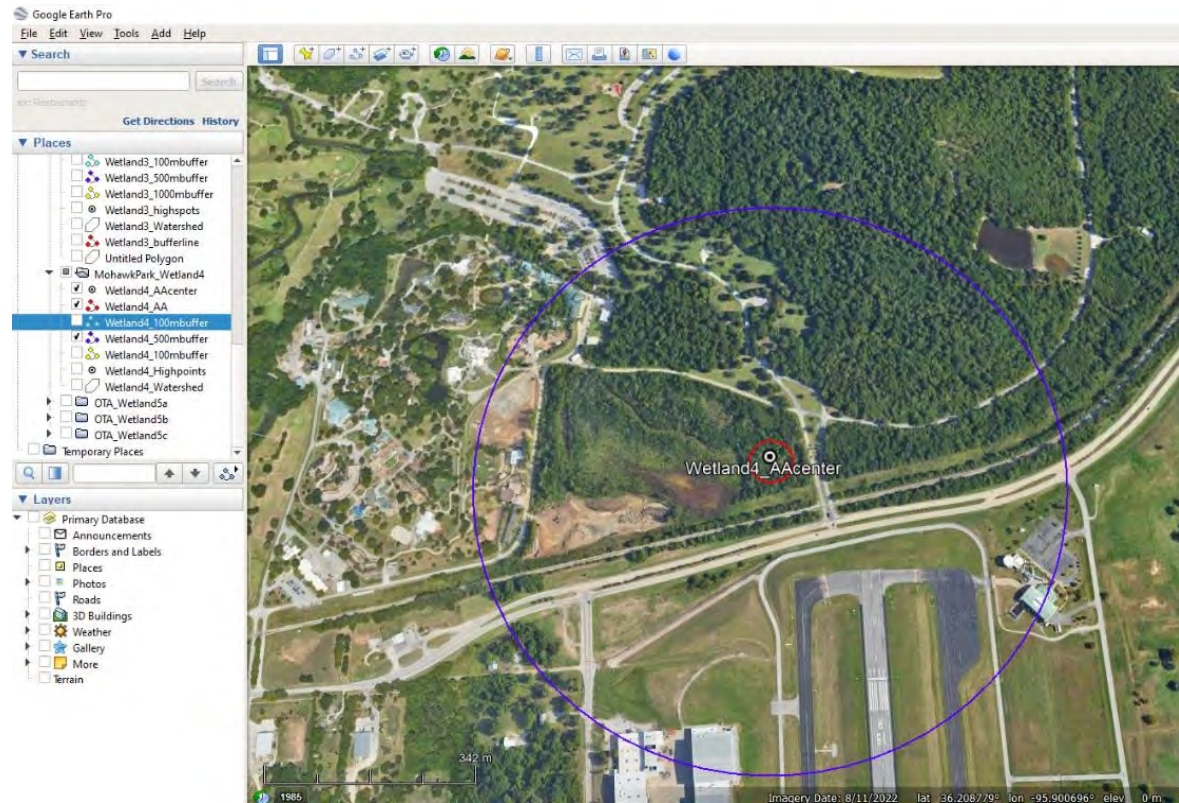 Google Earth Pro
File Edit View Tools Add Help
Search
Search
Get Directions History
Places
Wetland3_100mbuffer
Wetland3_500mbuffer
Wetland3_1000mbuffer
Wetland3_highspots
Wetland3_Watershed
Wetland3_bufferline
Untitled Polygon
MohawkPark_Wetland4
Wetland4_AAcenter
Wetland4_AA
Wetland4_100mbuffer
Wetland4_500mbuffer
Wetland4_100mbuffer
Wetland4_Highpoints
Wetland4_Watershed
OTA_Wetland5a
OTA_Wetland5b
OTA_Wetland5c
Temporary Places
Layers
Primary Database
Announcements
Borders and Labels
Places
Photos
Roads
3D Buildings
Weather
Gallery
More
Terrain
Wetland4_AAcenter
342 m
1985
Imagery Date: 8/11/2022 lat 36.208779° lon -95.900696° elev 0 m